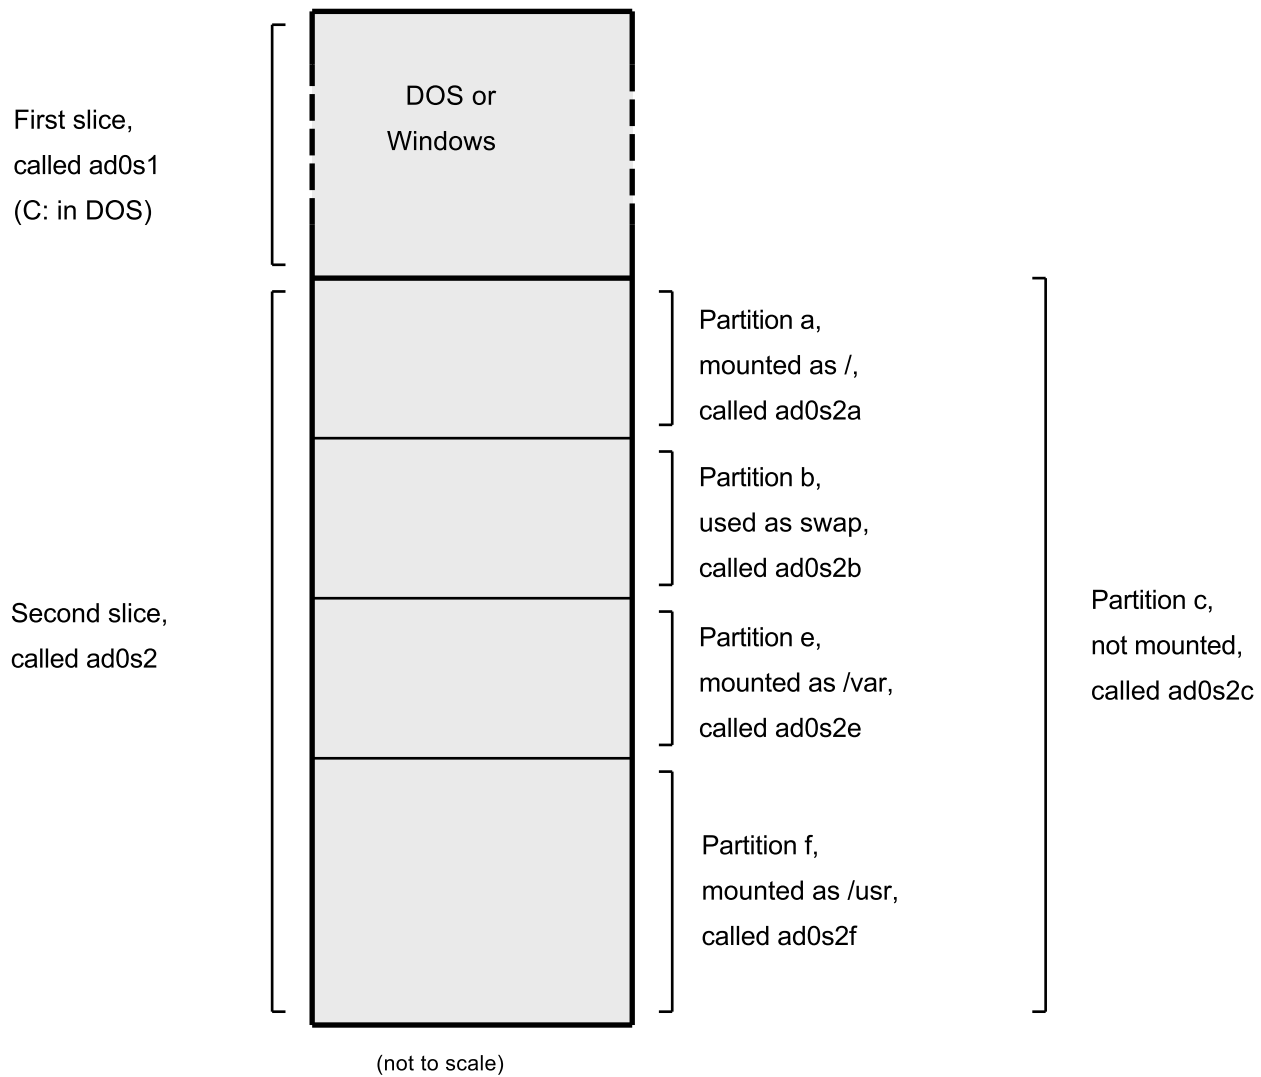 DOS or
Windows
First slice,
called ad0s1
(C: in DOS)
Partition a,
mounted as /,
called ad0s2a
Partition b,
used as swap,
called ad0s2b
Second slice,
called ad0s2
Partition e,
mounted as /var,
called ad0s2e
Partition c,
not mounted,
called ad0s2c
Partition f,
mounted as /usr,
called ad0s2f
(not to scale)